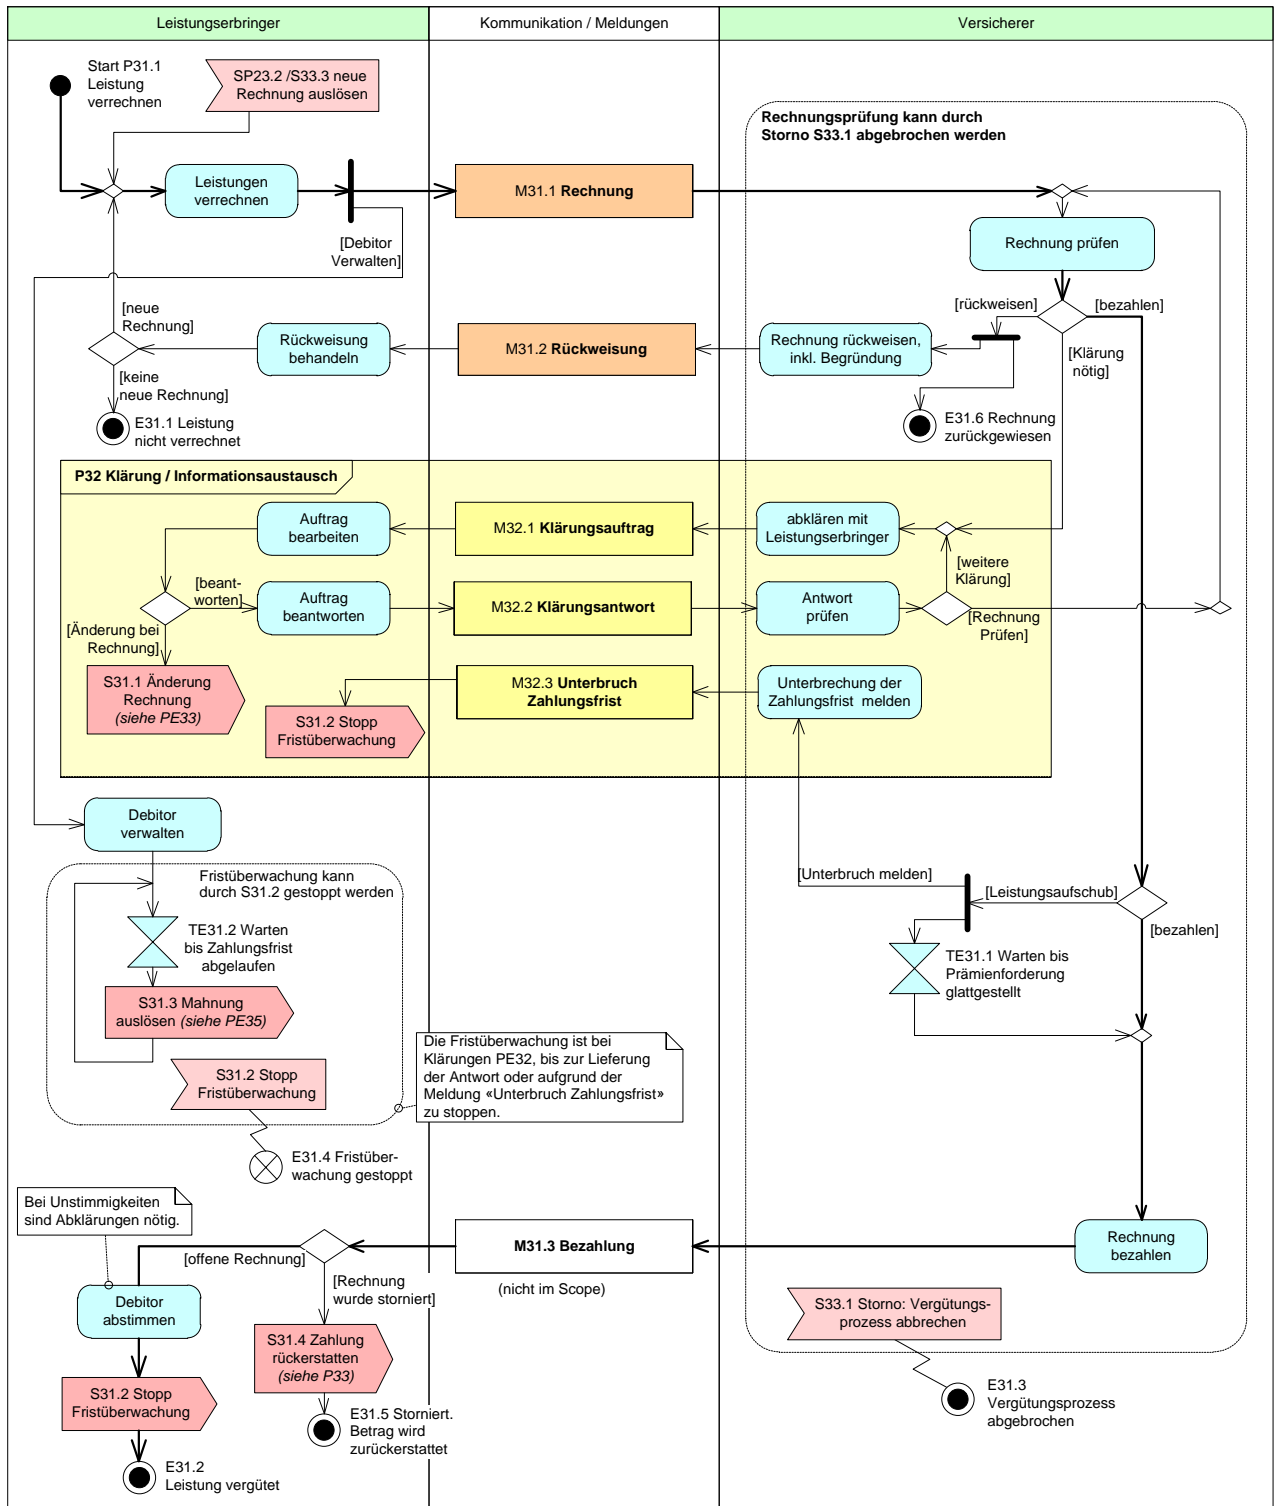 Leistungserbringer
Kommunikation / Meldungen
Versicherer
Start P31.1
Leistung
verrechnen
SP23.2 /S33.3 neue
Rechnung auslösen
Rechnungsprüfung kann durch
Storno S33.1 abgebrochen werden
Leistungen
verrechnen
M31.1 Rechnung
Rechnung prüfen
[Debitor
Verwalten]
[neue
Rechnung]
[rückweisen]
[bezahlen]
Rückweisung
behandeln
M31.2 Rückweisung
Rechnung rückweisen,
inkl. Begründung
[Klärung
nötig]
[keine
neue Rechnung]
E31.1 Leistung
nicht verrechnet
E31.6 Rechnung
zurückgewiesen
P32 Klärung / Informationsaustausch
Auftrag
bearbeiten
M32.1 Klärungsauftrag
abklären mit
Leistungserbringer
[weitere
Klärung]
[beant-
worten]
Auftrag
beantworten
M32.2 Klärungsantwort
Antwort
prüfen
[Rechnung
Prüfen]
[Änderung bei
Rechnung]
S31.1 Änderung
Rechnung
(siehe PE33)
M32.3 Unterbruch
Zahlungsfrist
Unterbrechung der
Zahlungsfrist melden
S31.2 Stopp
Fristüberwachung
Debitor
verwalten
Fristüberwachung kann
durch S31.2 gestoppt werden
[Unterbruch melden]
[Leistungsaufschub]
[bezahlen]
TE31.2 Warten
bis Zahlungsfrist
abgelaufen
TE31.1 Warten bis
Prämienforderung
glattgestellt
S31.3 Mahnung
auslösen (siehe PE35)
Die Fristüberwachung ist bei
Klärungen PE32, bis zur Lieferung
der Antwort oder aufgrund der
Meldung «Unterbruch Zahlungsfrist»
zu stoppen.
S31.2 Stopp
Fristüberwachung
E31.4 Fristüber-
wachung gestoppt
Bei Unstimmigkeiten
sind Abklärungen nötig.
[offene Rechnung]
M31.3 Bezahlung
Rechnung
bezahlen
[Rechnung
wurde storniert]
(nicht im Scope)
Debitor
abstimmen
S33.1 Storno: Vergütungs-
prozess abbrechen
S31.4 Zahlung
rückerstatten
(siehe P33)
S31.2 Stopp
Fristüberwachung
E31.3
Vergütungsprozess
abgebrochen
E31.5 Storniert.
Betrag wird
zurückerstattet
E31.2
Leistung vergütet